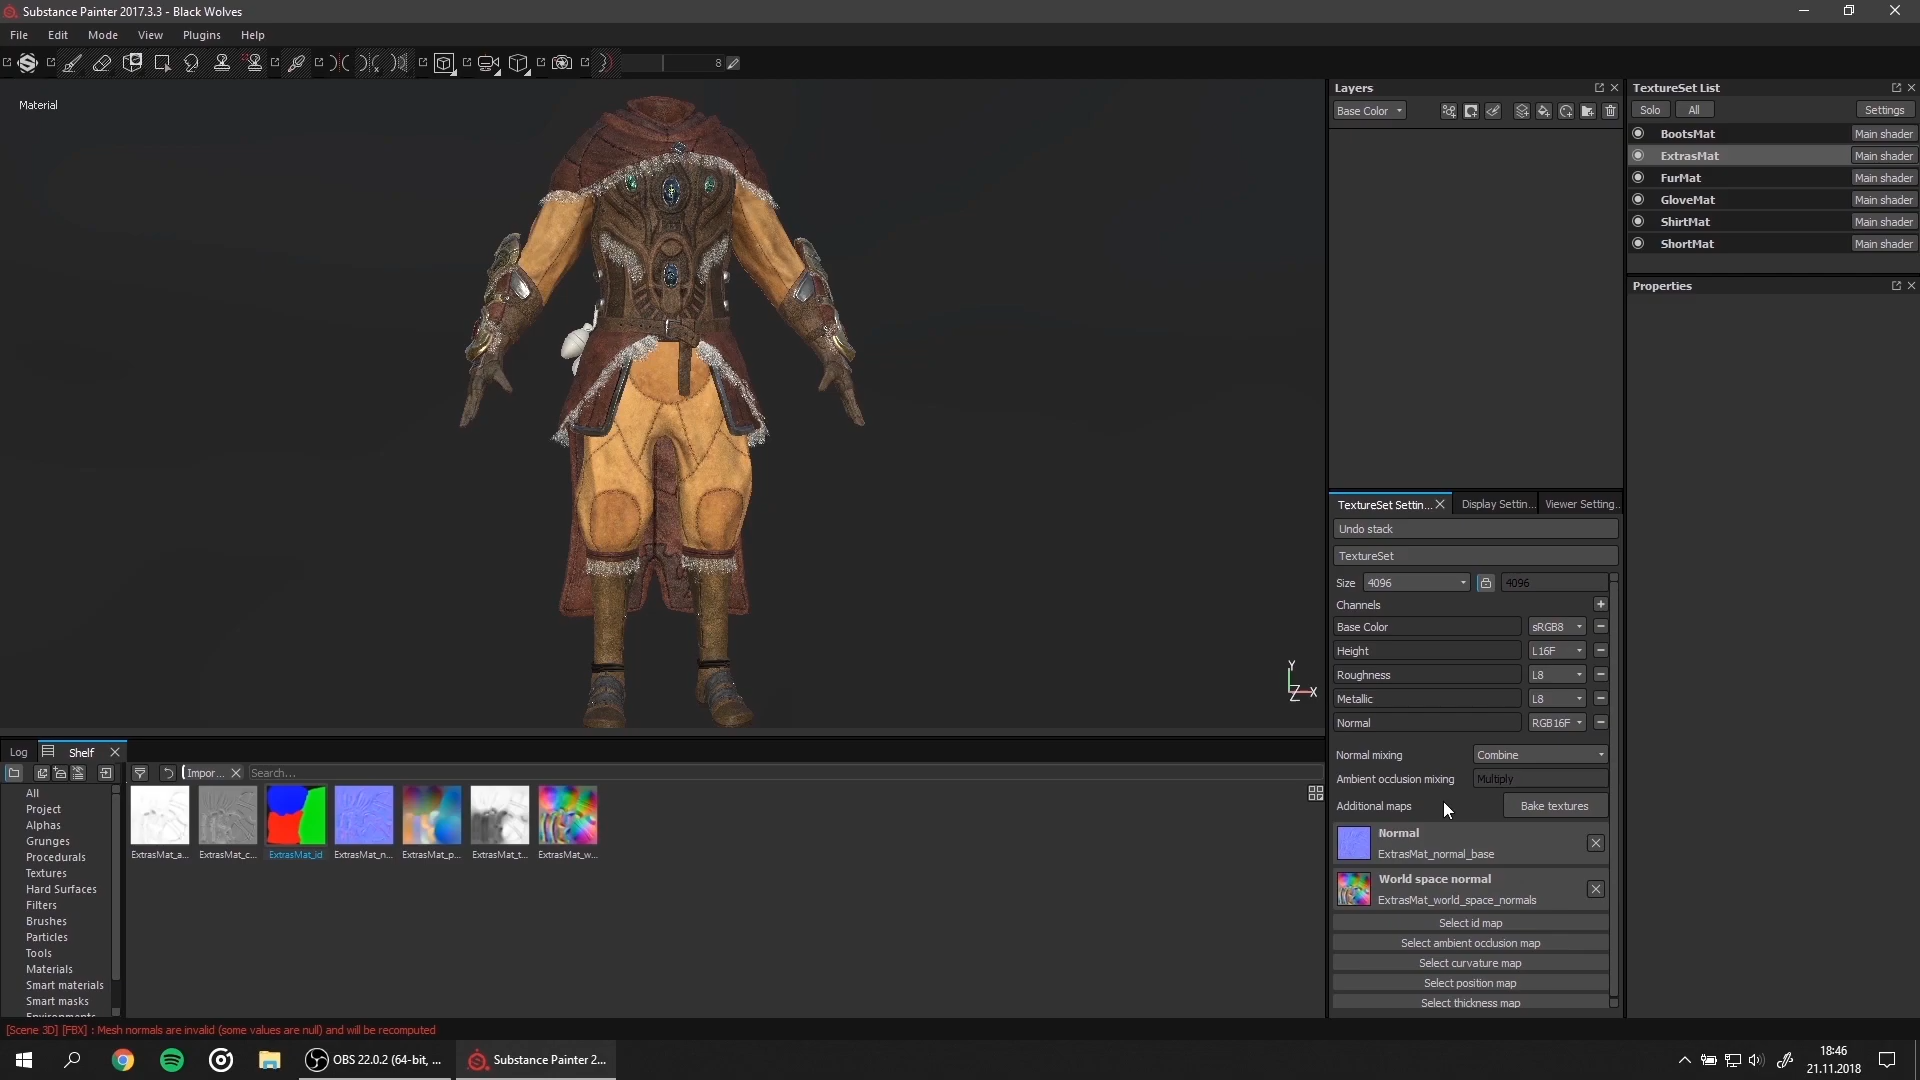 Substance Painter 2017.3.3 - Black Wolves
File Edit Mode View Plugins Help
8
Material
Layers
Base Color
TextureSet List
Solo All Settings
BootsMat Main shader
ExtrasMat Main shader
FurMat Main shader
GloveMat Main shader
ShirtMat Main shader
ShortMat Main shader
Properties
Y
Z X
TextureSet Settin... Display Settin... Viewer Setting...
Undo stack
TextureSet
Size 4096 4096
Channels
Base Color sRGB8
Height L16F
Roughness L8
Metallic L8
Normal RGB16F
Normal mixing Combine
Ambient occlusion mixing Multiply
Additional maps Bake textures
Normal
ExtrasMat_normal_base
World space normal
ExtrasMat_world_space_normals
Select id map
Select ambient occlusion map
Select curvature map
Select position map
Select thickness map
Log Shelf
Impor... Search...
All
Project
Alphas
Grunges
Procedurals
Textures
Hard Surfaces
Filters
Brushes
Particles
Tools
Materials
Smart materials
Smart masks
Environments
ExtrasMat_a... ExtrasMat_c... ExtrasMat_id ExtrasMat_n... ExtrasMat_p... ExtrasMat_t... ExtrasMat_w...
[Scene 3D] [FBX] : Mesh normals are invalid (some values are null) and will be recomputed
OBS 22.0.2 (64-bit, ... Substance Painter 2...
18:46
21.11.2018